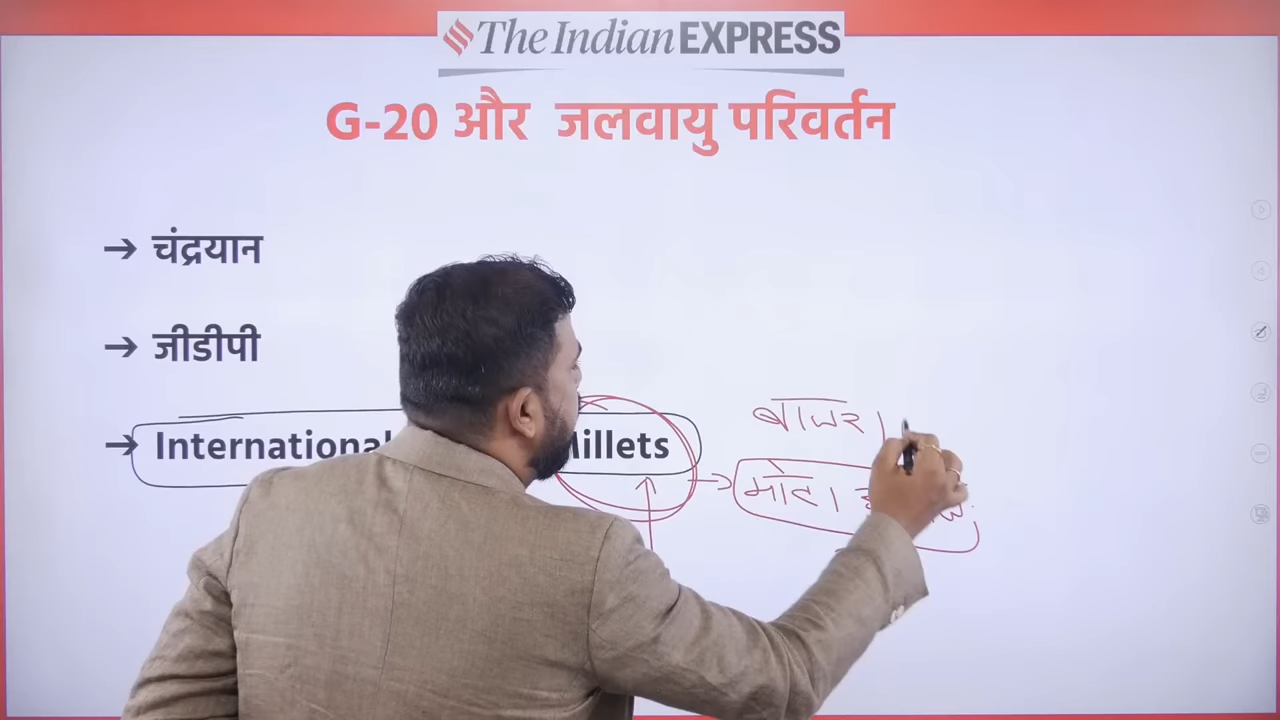 The Indian EXPRESS
G-20 और जलवायु परिवर्तन
→ चंद्रयान
→ जीडीपी
→ International Millets
बाजरा
मोटा